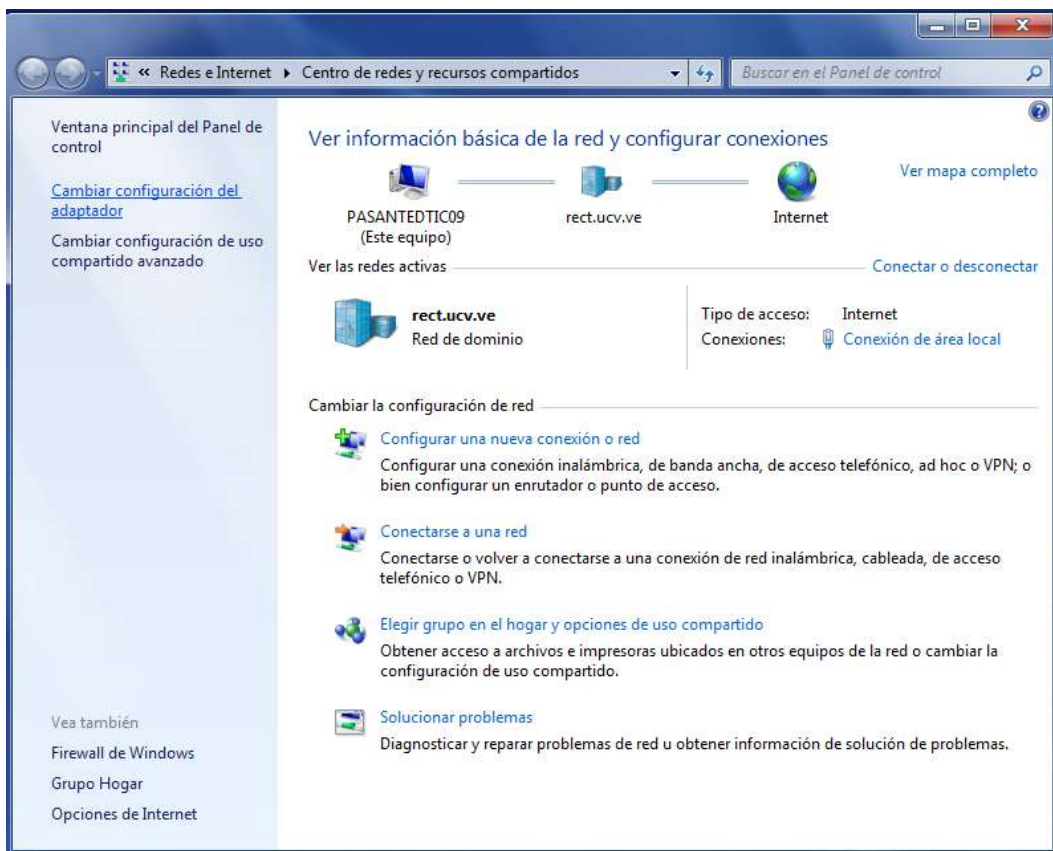 « Redes e Internet ▸ Centro de redes y recursos compartidos
Buscar en el Panel de control
Ventana principal del Panel de
control
Cambiar configuración del
adaptador
Cambiar configuración de uso
compartido avanzado
Ver información básica de la red y configurar conexiones
Ver mapa completo
PASANTEDTIC09
(Este equipo)
rect.ucv.ve
Internet
Ver las redes activas
Conectar o desconectar
rect.ucv.ve
Red de dominio
Tipo de acceso: Internet
Conexiones: Conexión de área local
Cambiar la configuración de red
Configurar una nueva conexión o red
Configurar una conexión inalámbrica, de banda ancha, de acceso telefónico, ad hoc o VPN; o
bien configurar un enrutador o punto de acceso.
Conectarse a una red
Conectarse o volver a conectarse a una conexión de red inalámbrica, cableada, de acceso
telefónico o VPN.
Elegir grupo en el hogar y opciones de uso compartido
Obtener acceso a archivos e impresoras ubicados en otros equipos de la red o cambiar la
configuración de uso compartido.
Solucionar problemas
Diagnosticar y reparar problemas de red u obtener información de solución de problemas.
Vea también
Firewall de Windows
Grupo Hogar
Opciones de Internet